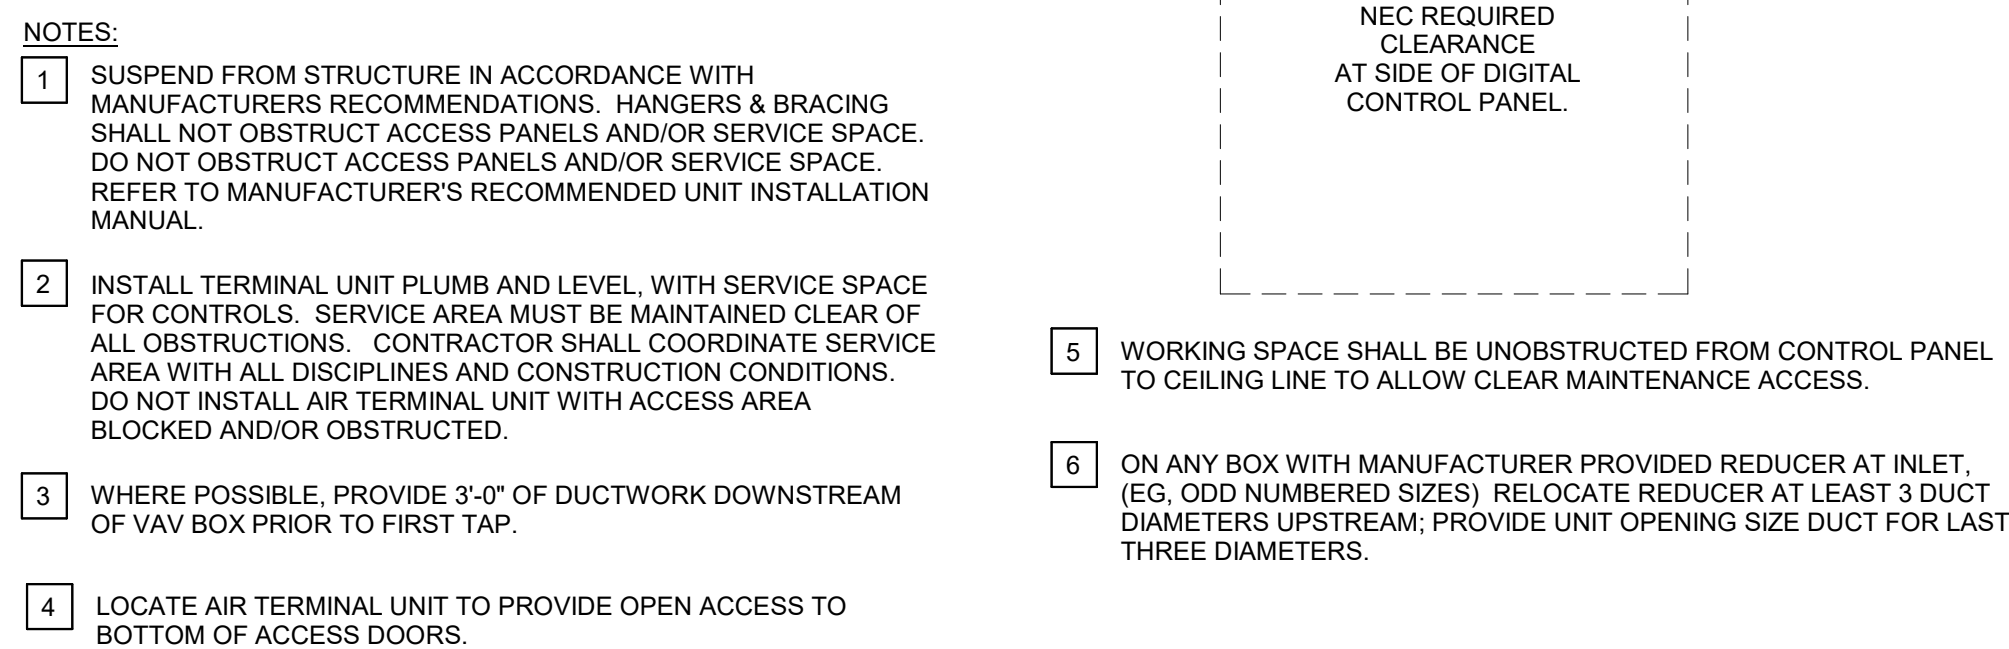 NOTES:
1
SUSPEND FROM STRUCTURE IN ACCORDANCE WITH
MANUFACTURERS RECOMMENDATIONS. HANGERS & BRACING
SHALL NOT OBSTRUCT ACCESS PANELS AND/OR SERVICE SPACE.
DO NOT OBSTRUCT ACCESS PANELS AND/OR SERVICE SPACE.
REFER TO MANUFACTURER'S RECOMMENDED UNIT INSTALLATION
MANUAL.
2
INSTALL TERMINAL UNIT PLUMB AND LEVEL, WITH SERVICE SPACE
FOR CONTROLS. SERVICE AREA MUST BE MAINTAINED CLEAR OF
ALL OBSTRUCTIONS. CONTRACTOR SHALL COORDINATE SERVICE
AREA WITH ALL DISCIPLINES AND CONSTRUCTION CONDITIONS.
DO NOT INSTALL AIR TERMINAL UNIT WITH ACCESS AREA
BLOCKED AND/OR OBSTRUCTED.
3
WHERE POSSIBLE, PROVIDE 3'-0" OF DUCTWORK DOWNSTREAM
OF VAV BOX PRIOR TO FIRST TAP.
4
LOCATE AIR TERMINAL UNIT TO PROVIDE OPEN ACCESS TO
BOTTOM OF ACCESS DOORS.
NEC REQUIRED
CLEARANCE
AT SIDE OF DIGITAL
CONTROL PANEL.
5
WORKING SPACE SHALL BE UNOBSTRUCTED FROM CONTROL PANEL
TO CEILING LINE TO ALLOW CLEAR MAINTENANCE ACCESS.
6
ON ANY BOX WITH MANUFACTURER PROVIDED REDUCER AT INLET,
(EG, ODD NUMBERED SIZES) RELOCATE REDUCER AT LEAST 3 DUCT
DIAMETERS UPSTREAM; PROVIDE UNIT OPENING SIZE DUCT FOR LAST
THREE DIAMETERS.